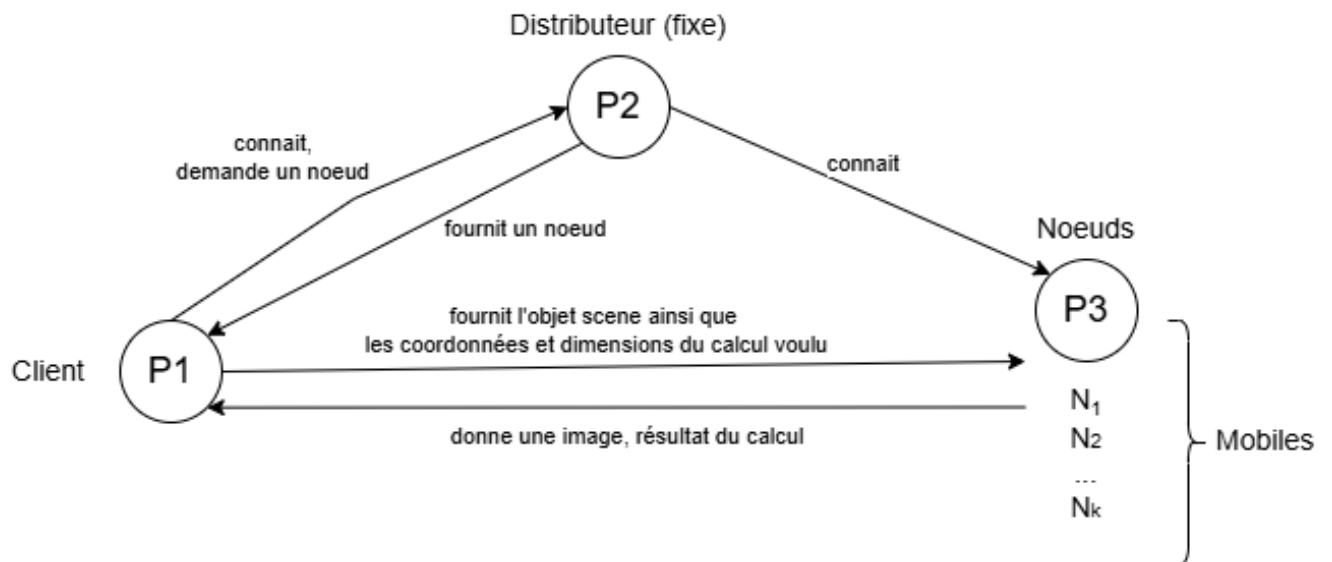 Distributeur (fixe)
P2
connait,
demande un noeud
connait
fournit un noeud
Noeuds
P3
fournit l'objet scene ainsi que
les coordonnées et dimensions du calcul voulu
Client
P1
N₁
donne une image, résultat du calcul
N₂
Mobiles
...
Nₖ